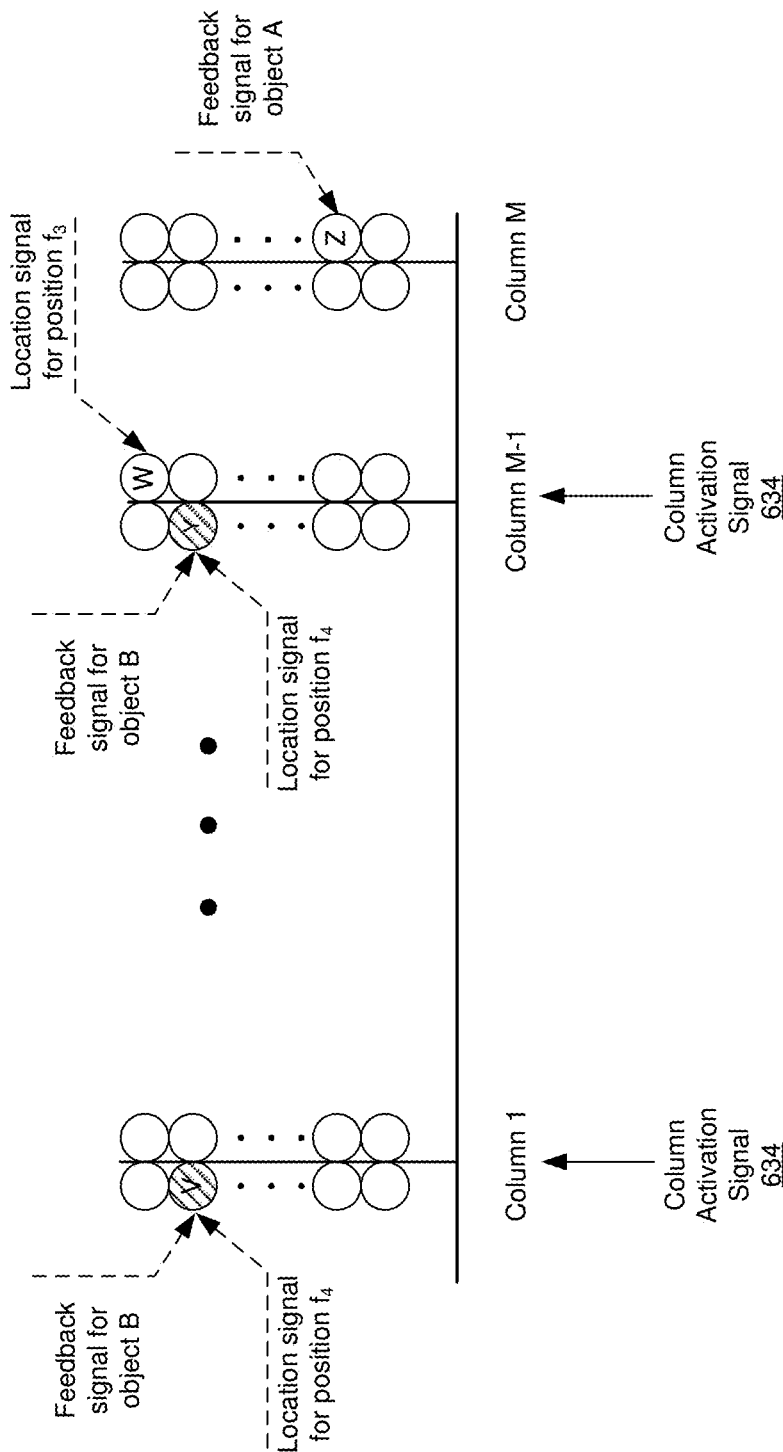 Feedback
signal for
object B
Location signal
for position f₄
V
Feedback
signal for
object B
Location signal
for position f₄
Y
W
Location signal
for position f₃
Z
Feedback
signal for
object A
Column 1
Column M-1
Column M
Column
Activation
Signal
634
Column
Activation
Signal
634